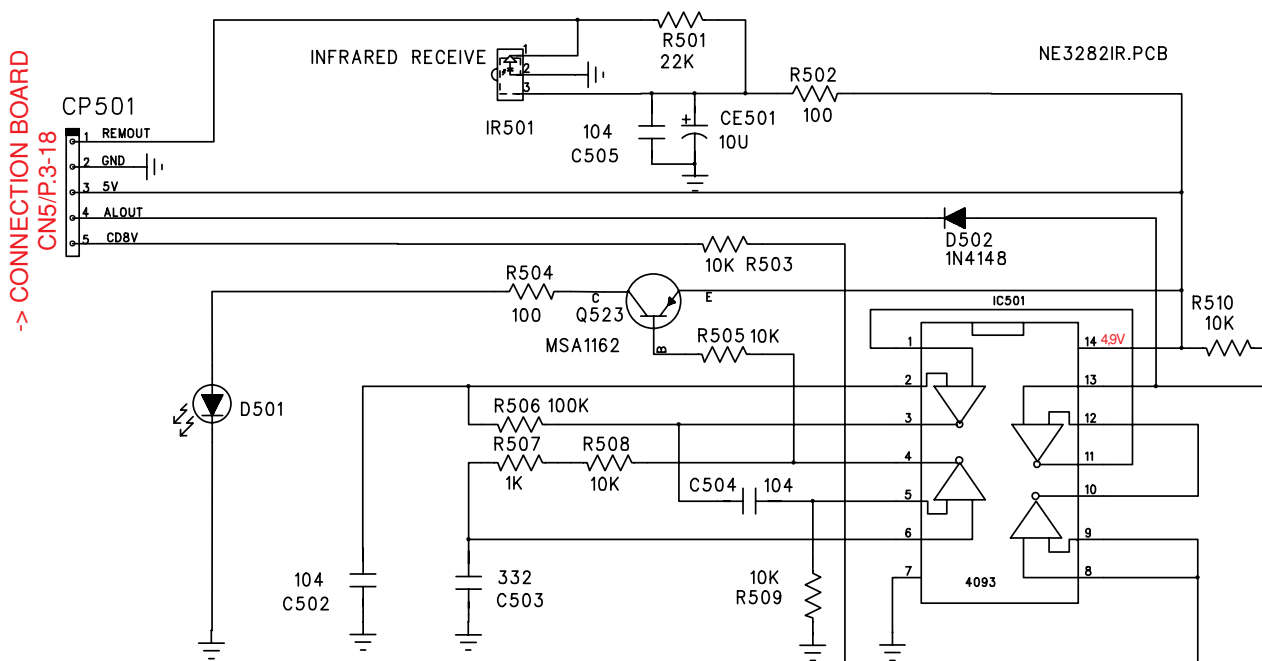 -> CONNECTION BOARD
CN5/P.3-18
CP501
1 REMOUT
2 GND
3 5V
4 ALOUT
5 CD8V
INFRARED RECEIVE
1
2
3
IR501
R501
22K
NE3282IR.PCB
R502
100
104
C505
+
CE501
10U
D502
1N4148
10K R503
R504
100
C
Q523
E
B
MSA1162
R505 10K
IC501
R510
10K
D501
R506 100K
R507
1K
R508
10K
C504 104
104
C502
332
C503
10K
R509
1
2
3
4
5
6
7
14 4,9V
13
12
11
10
9
8
4093